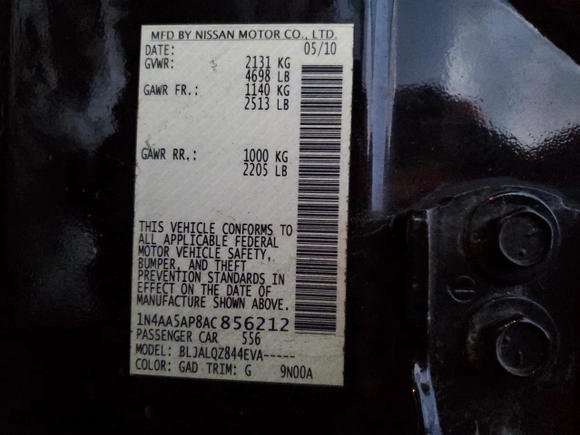 MFD BY NISSAN MOTOR CO., LTD.
DATE: 05/10
GVWR: 2131 KG
4698 LB
GAWR FR.: 1140 KG
2513 LB
GAWR RR.: 1000 KG
2205 LB
THIS VEHICLE CONFORMS TO
ALL APPLICABLE FEDERAL
MOTOR VEHICLE SAFETY,
BUMPER, AND THEFT
PREVENTION STANDARDS IN
EFFECT ON THE DATE OF
MANUFACTURE SHOWN ABOVE.
1N4AA5AP8AC856212
PASSENGER CAR 556
MODEL: BLJALQZ844EVA-----
COLOR: GAD TRIM: G 9N00A